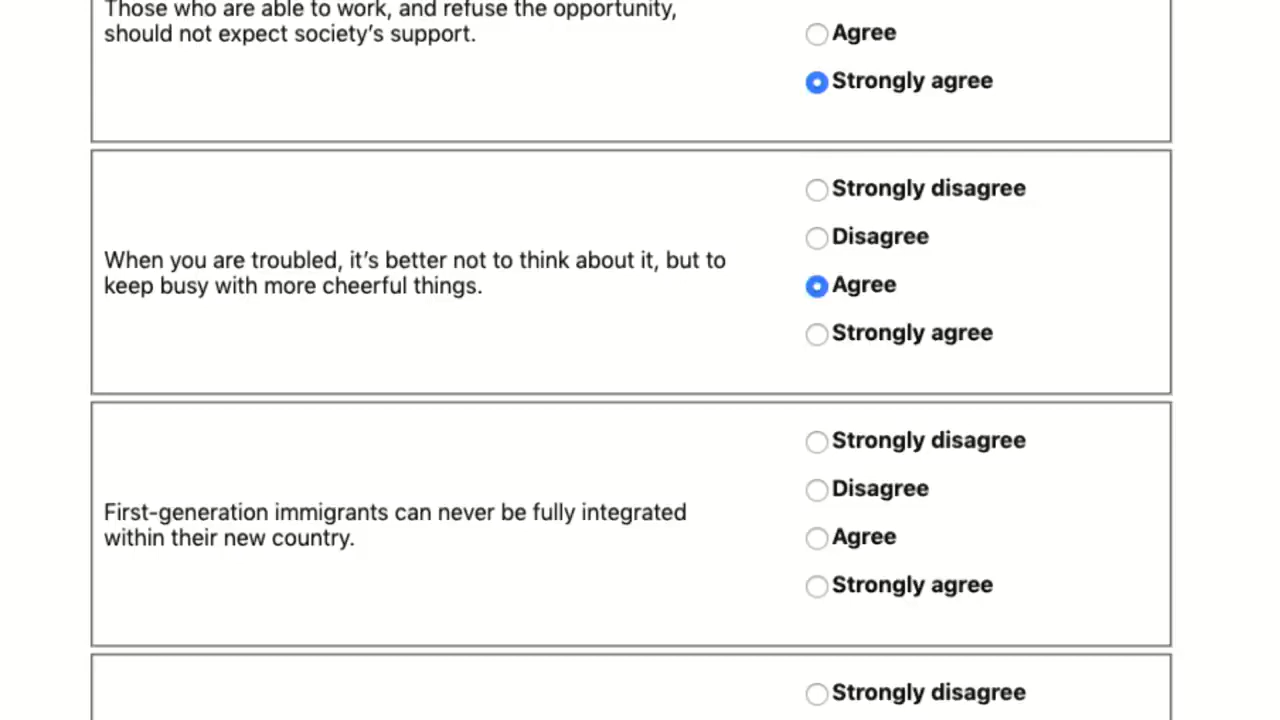 Those who are able to work, and refuse the opportunity,
should not expect society’s support.
Agree
Strongly agree
When you are troubled, it’s better not to think about it, but to
keep busy with more cheerful things.
Strongly disagree
Disagree
Agree
Strongly agree
First-generation immigrants can never be fully integrated
within their new country.
Strongly disagree
Disagree
Agree
Strongly agree
Strongly disagree